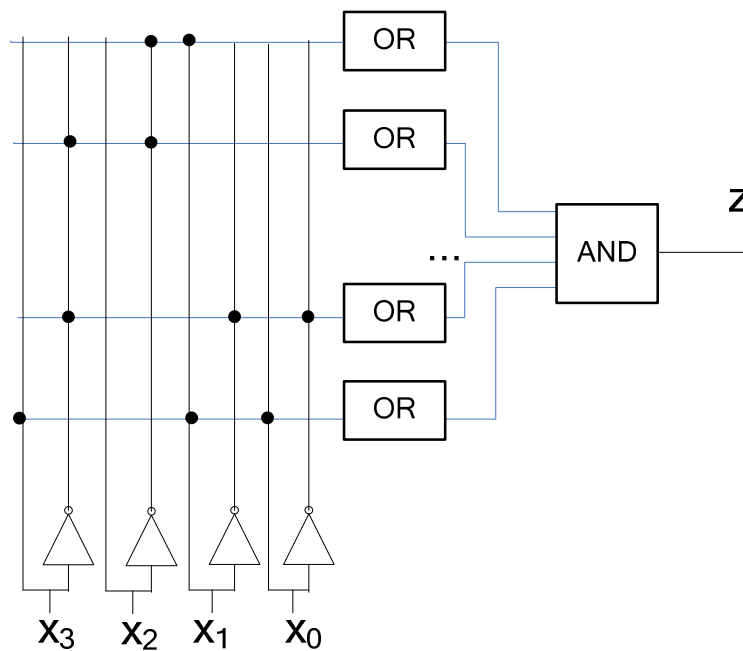 OR
OR
z
AND
...
OR
OR
x₃ x₂ x₁ x₀